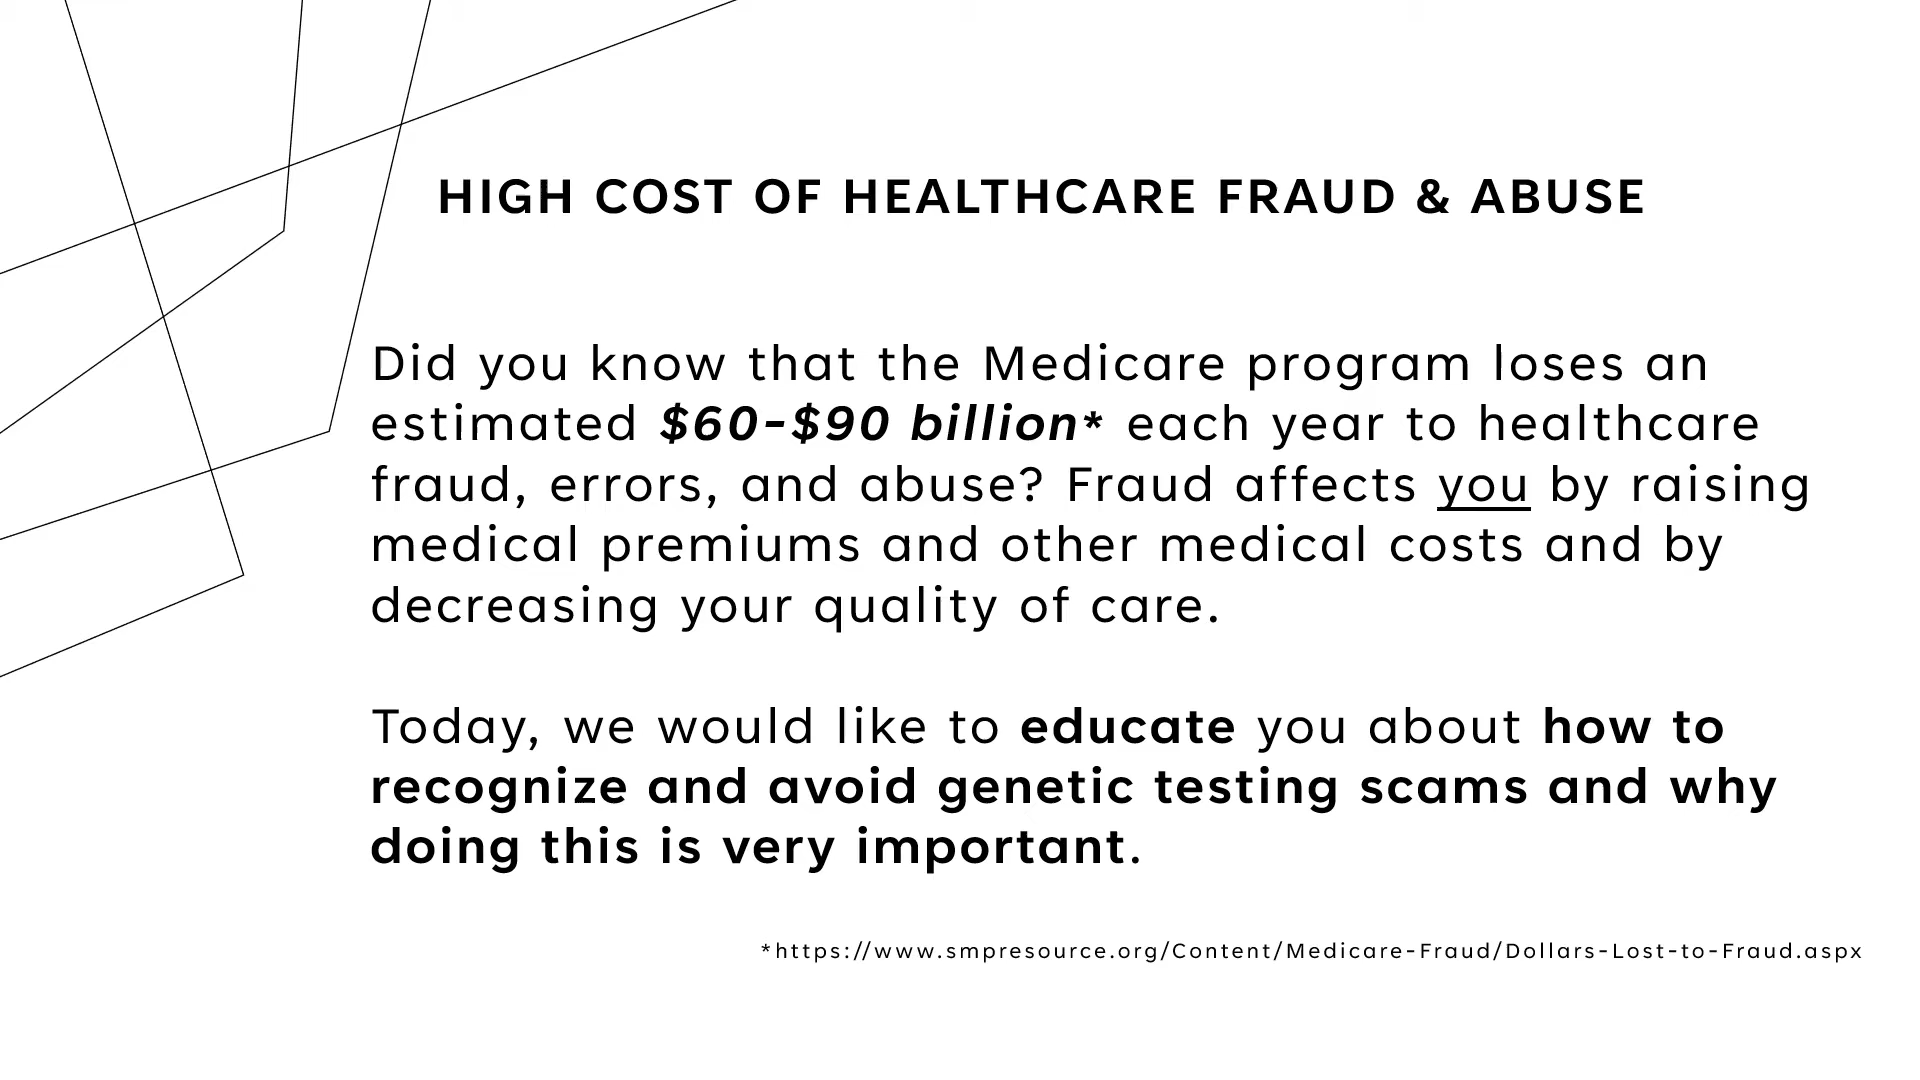 HIGH COST OF HEALTHCARE FRAUD & ABUSE
Did you know that the Medicare program loses an
estimated $60-$90 billion* each year to healthcare
fraud, errors, and abuse? Fraud affects you by raising
medical premiums and other medical costs and by
decreasing your quality of care.
Today, we would like to educate you about how to
recognize and avoid genetic testing scams and why
doing this is very important.
*https://www.smpresource.org/Content/Medicare-Fraud/Dollars-Lost-to-Fraud.aspx